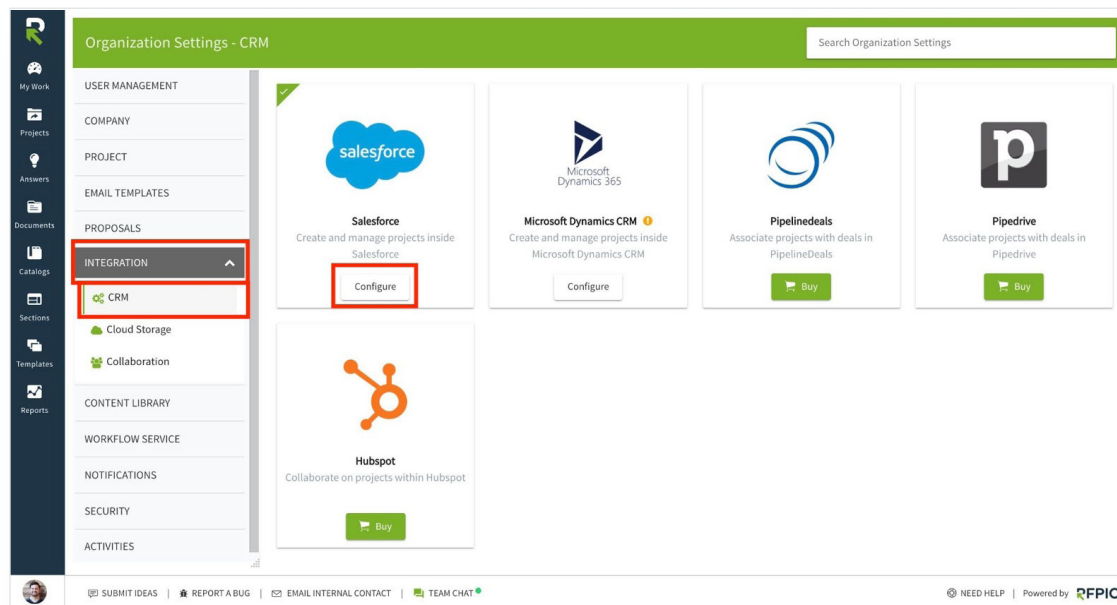 Organization Settings - CRM
Search Organization Settings
My Work
Projects
Answers
Documents
Catalogs
Sections
Templates
Reports
USER MANAGEMENT
COMPANY
PROJECT
EMAIL TEMPLATES
PROPOSALS
INTEGRATION
CRM
Cloud Storage
Collaboration
CONTENT LIBRARY
WORKFLOW SERVICE
NOTIFICATIONS
SECURITY
ACTIVITIES
salesforce
Salesforce
Create and manage projects inside
Salesforce
Configure
Microsoft
Dynamics 365
Microsoft Dynamics CRM
Create and manage projects inside
Microsoft Dynamics CRM
Configure
Pipelinedeals
Associate projects with deals in
PipelineDeals
Buy
p
Pipedrive
Associate projects with deals in
Pipedrive
Buy
Hubspot
Collaborate on projects within Hubspot
Buy
SUBMIT IDEAS | REPORT A BUG | EMAIL INTERNAL CONTACT | TEAM CHAT
NEED HELP | Powered by RFPIO